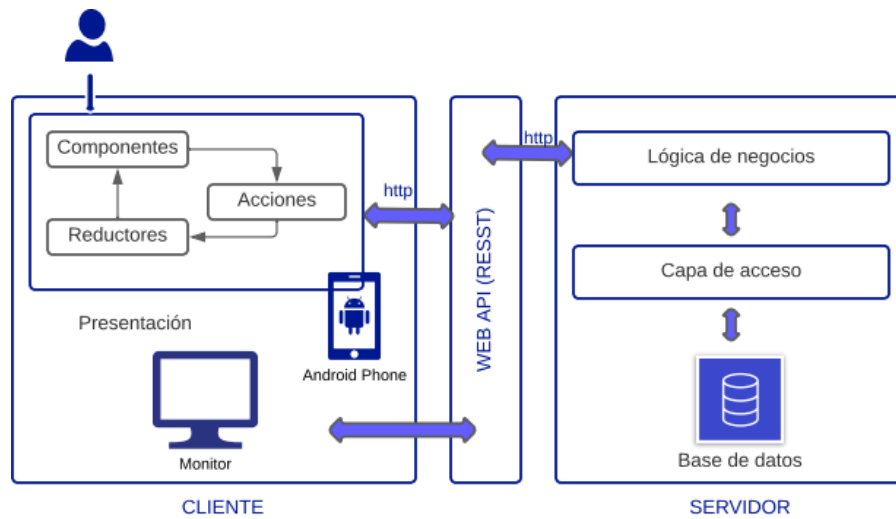 Componentes
Acciones
Reductores
http
Presentación
Android Phone
Monitor
CLIENTE
WEB API (RESST)
http
Lógica de negocios
Capa de acceso
Base de datos
SERVIDOR